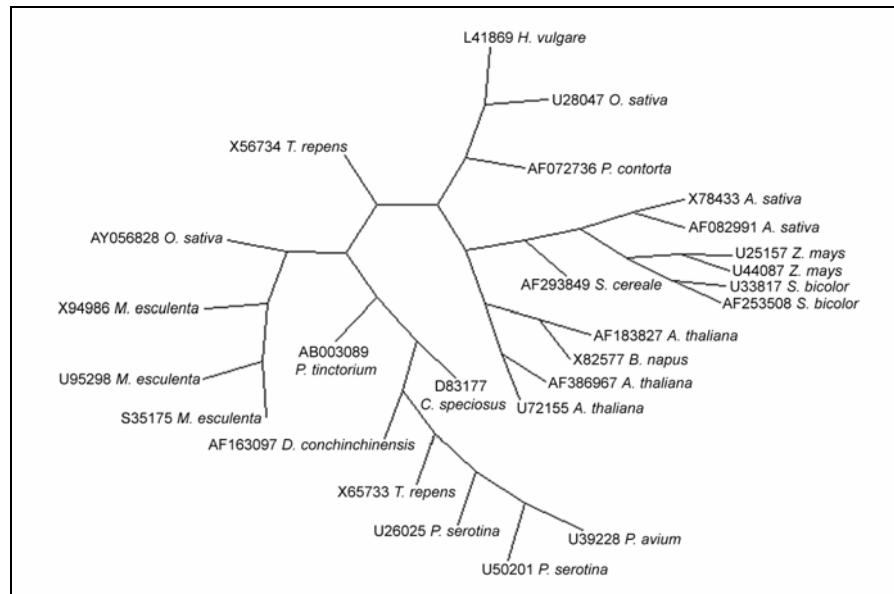 L41869 H. vulgare
U28047 O. sativa
X56734 T. repens
AF072736 P. contorta
X78433 A. sativa
AF082991 A. sativa
AY056828 O. sativa
U25157 Z. mays
U44087 Z. mays
AF293849 S. cereale
U33817 S. bicolor
AF253508 S. bicolor
X94986 M. esculenta
AF183827 A. thaliana
AB003089
P. tinctorium
X82577 B. napus
U95298 M. esculenta
D83177
C. speciosus
AF386967 A. thaliana
U72155 A. thaliana
S35175 M. esculenta
AF163097 D. conchinchinensis
X65733 T. repens
U26025 P. serotina
U39228 P. avium
U50201 P. serotina